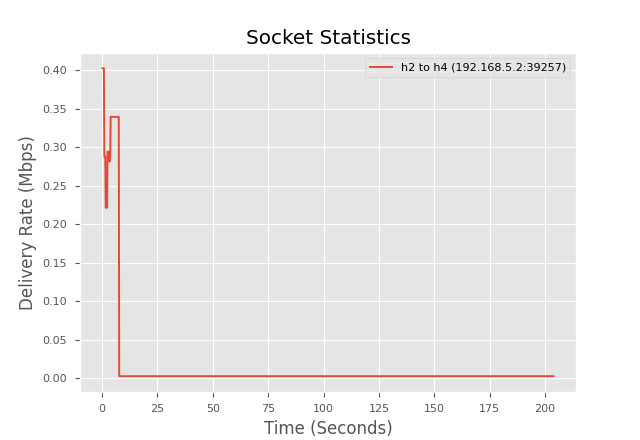 Socket Statistics
h2 to h4 (192.168.5.2:39257)
Delivery Rate (Mbps)
0.40
0.35
0.30
0.25
0.20
0.15
0.10
0.05
0.00
0 25 50 75 100 125 150 175 200
Time (Seconds)